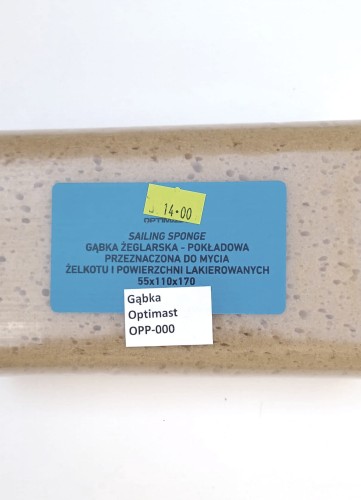 14.00
SAILING SPONGE
GĄBKA ŻEGLARSKA - POKŁADOWA
PRZEZNACZONA DO MYCIA
ŻELKOTU I POWIERZCHNI LAKIEROWANYCH
55x110x170
Gąbka
Optimast
OPP-000